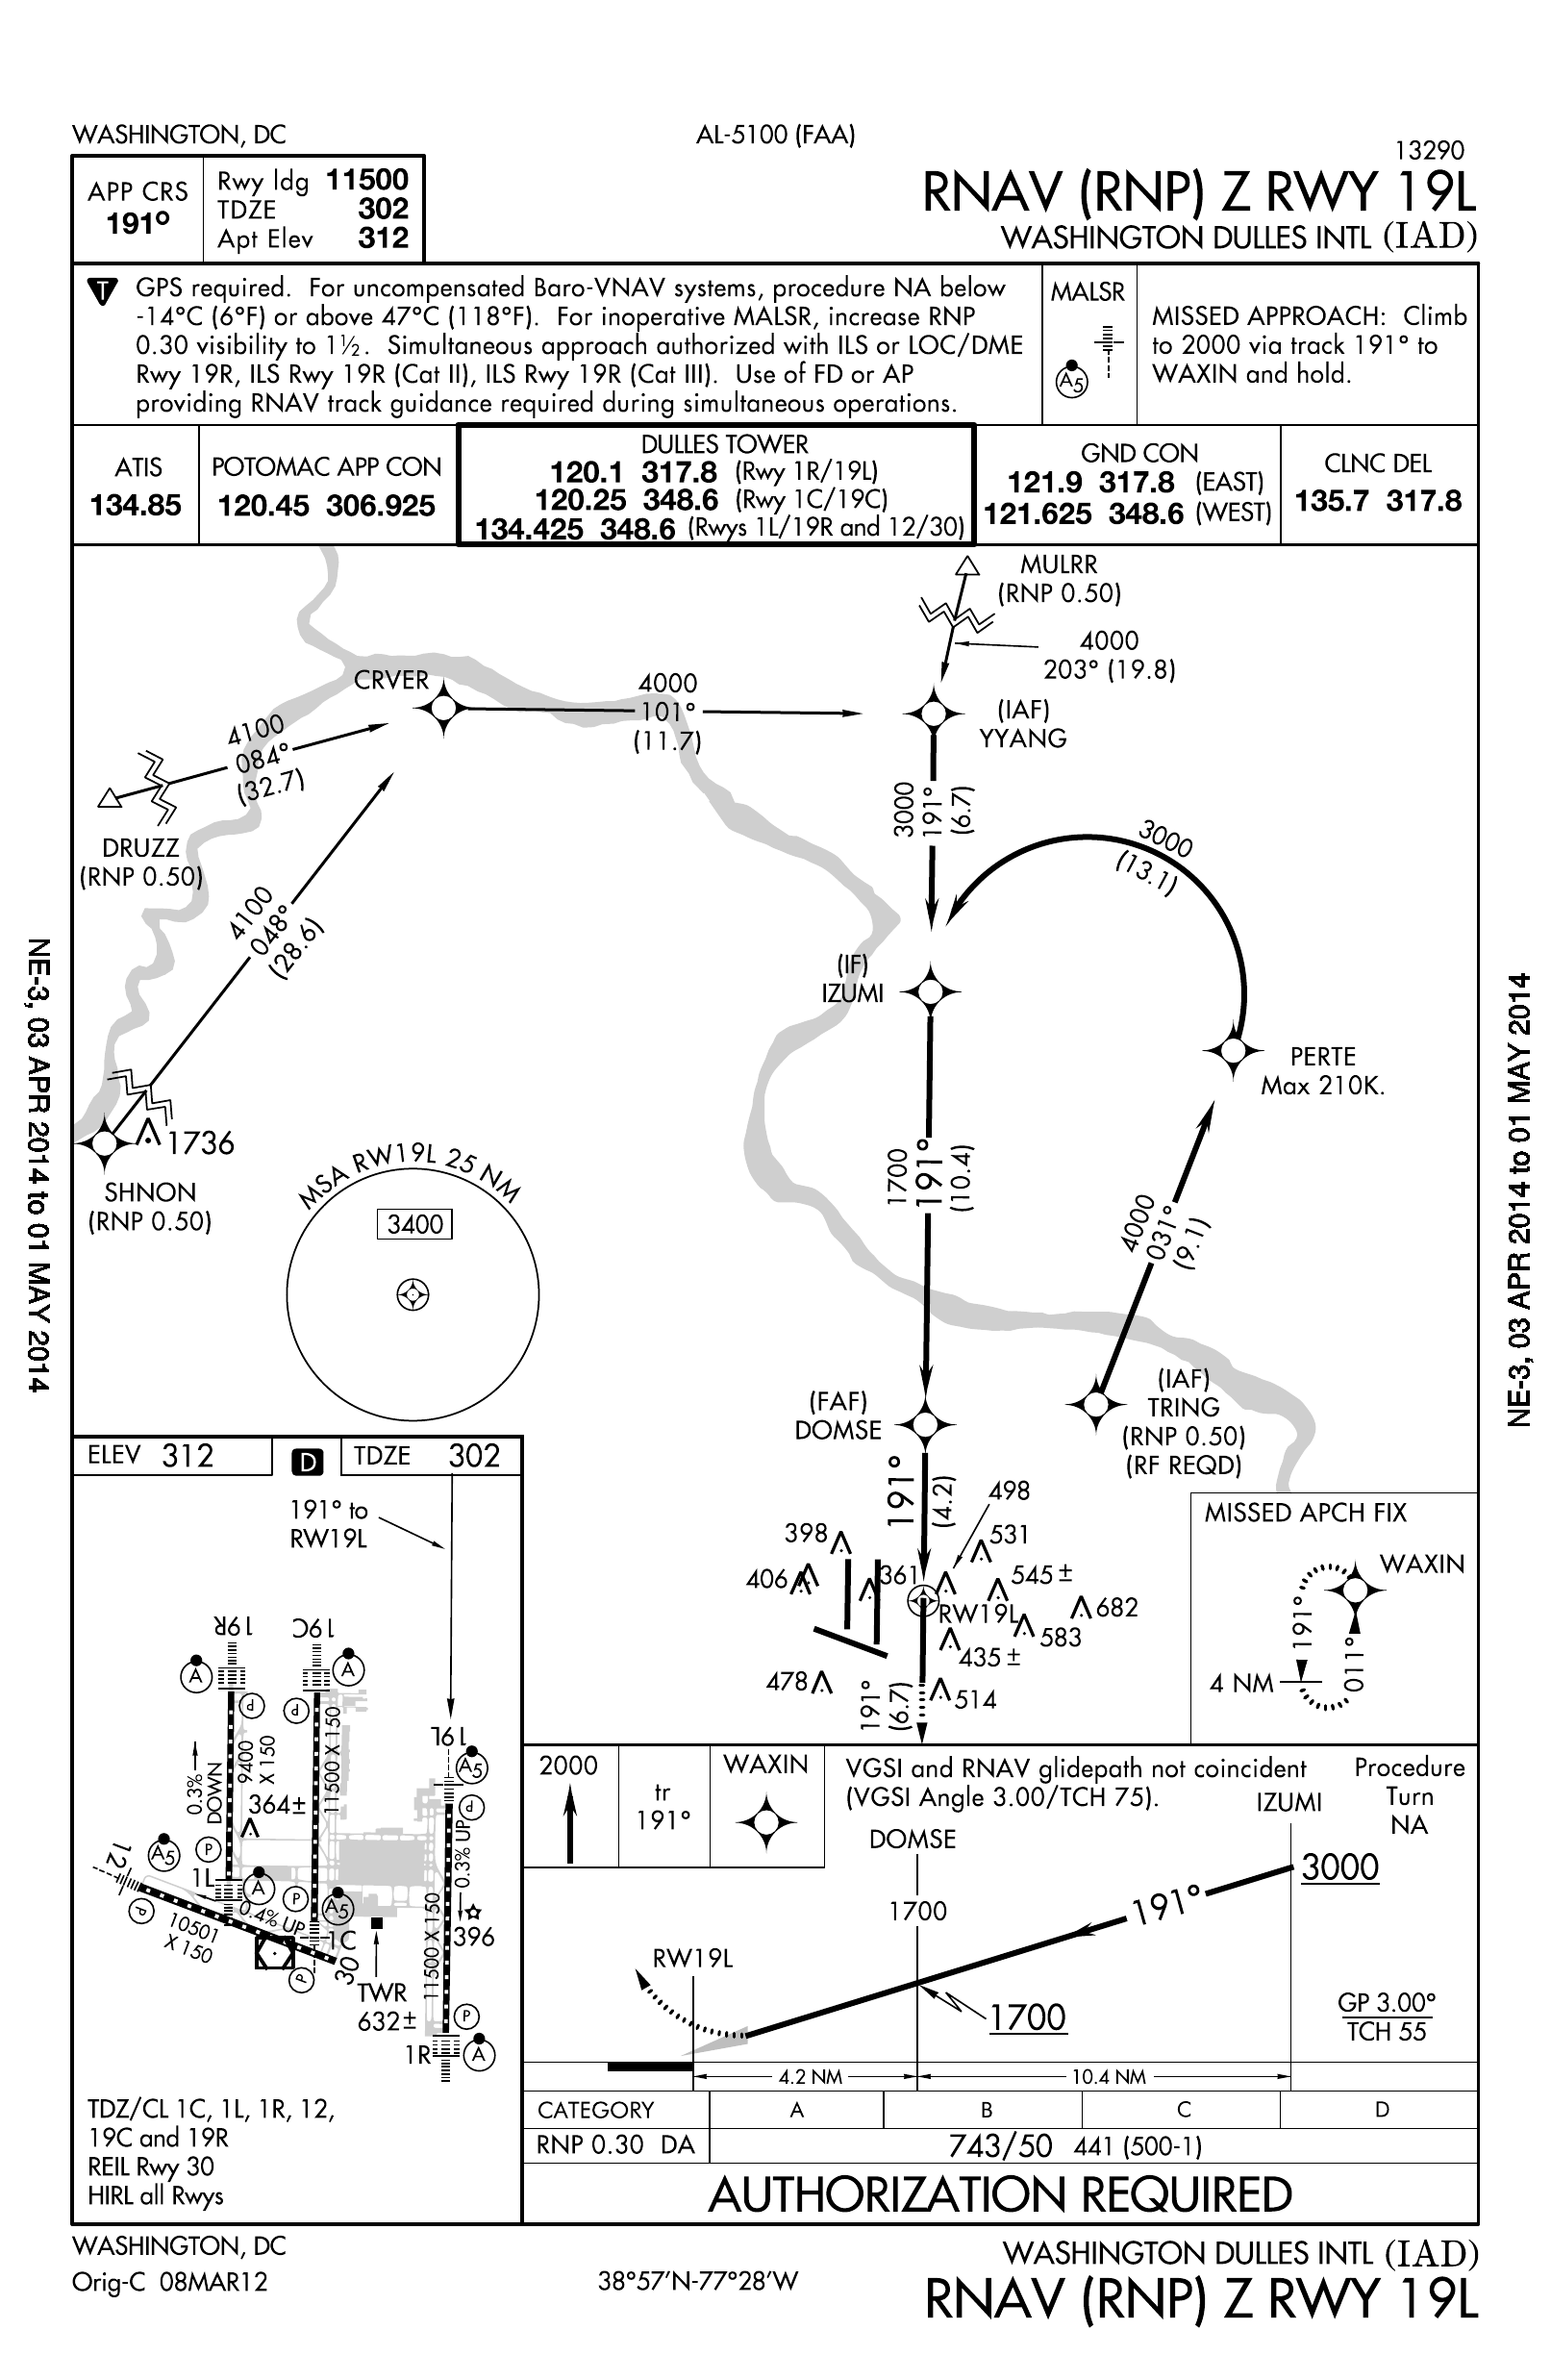 WASHINGTON, DC
AL-5100 (FAA)
13290
RNAV (RNP) Z RWY 19L
WASHINGTON DULLES INTL (IAD)
APP CRS
191°
Rwy ldg 11500
TDZE 302
Apt Elev 312
GPS required. For uncompensated Baro-VNAV systems, procedure NA below
-14°C (6°F) or above 47°C (118°F). For inoperative MALSR, increase RNP
0.30 visibility to 1½. Simultaneous approach authorized with ILS or LOC/DME
Rwy 19R, ILS Rwy 19R (Cat II), ILS Rwy 19R (Cat III). Use of FD or AP
providing RNAV track guidance required during simultaneous operations.
T
MALSR
A5
MISSED APPROACH: Climb
to 2000 via track 191° to
WAXIN and hold.
ATIS
134.85
POTOMAC APP CON
120.45 306.925
DULLES TOWER
120.1 317.8 (Rwy 1R/19L)
120.25 348.6 (Rwy 1C/19C)
134.425 348.6 (Rwys 1L/19R and 12/30)
GND CON
121.9 317.8 (EAST)
121.625 348.6 (WEST)
CLNC DEL
135.7 317.8
MULRR
(RNP 0.50)
4000
203° (19.8)
CRVER
4000
101°
(11.7)
(IAF)
YYANG
4100
084°
(32.7)
DRUZZ
(RNP 0.50)
3000
191°
(6.7)
3000
(13.1)
4100
048°
(28.6)
(IF)
IZUMI
PERTE
Max 210K.
1736
SHNON
(RNP 0.50)
MSA RW19L 25 NM
3400
1700
191°
(10.4)
4000
031°
(9.1)
(IAF)
TRING
(RNP 0.50)
(RF REQD)
(FAF)
DOMSE
191°
(4.2)
498
398
531
406
361
545±
682
RW19L
583
435±
478
514
191°
(6.7)
MISSED APCH FIX
WAXIN
191°
011°
4 NM
ELEV 312
D
TDZE 302
191° to
RW19L
19R
19C
19L
A
A
A5
P
P
P
0.3%
DOWN
9400
X 150
11500 X 150
364±
0.3% UP
12
A5
P
1L
A
P
A5
P
10501
X 150
0.4% UP
1C
P
30
TWR
632±
11500 X 150
396
P
1R
A
TDZ/CL 1C, 1L, 1R, 12,
19C and 19R
REIL Rwy 30
HIRL all Rwys
2000
tr
191°
WAXIN
VGSI and RNAV glidepath not coincident
(VGSI Angle 3.00/TCH 75).
Procedure
Turn
NA
IZUMI
DOMSE
3000
191°
1700
RW19L
1700
GP 3.00°
TCH 55
4.2 NM
10.4 NM
CATEGORY A B C D
RNP 0.30 DA 743/50 441 (500-1)
AUTHORIZATION REQUIRED
WASHINGTON, DC
Orig-C 08MAR12
38°57'N-77°28'W
WASHINGTON DULLES INTL (IAD)
RNAV (RNP) Z RWY 19L
NE-3, 03 APR 2014 to 01 MAY 2014
NE-3, 03 APR 2014 to 01 MAY 2014